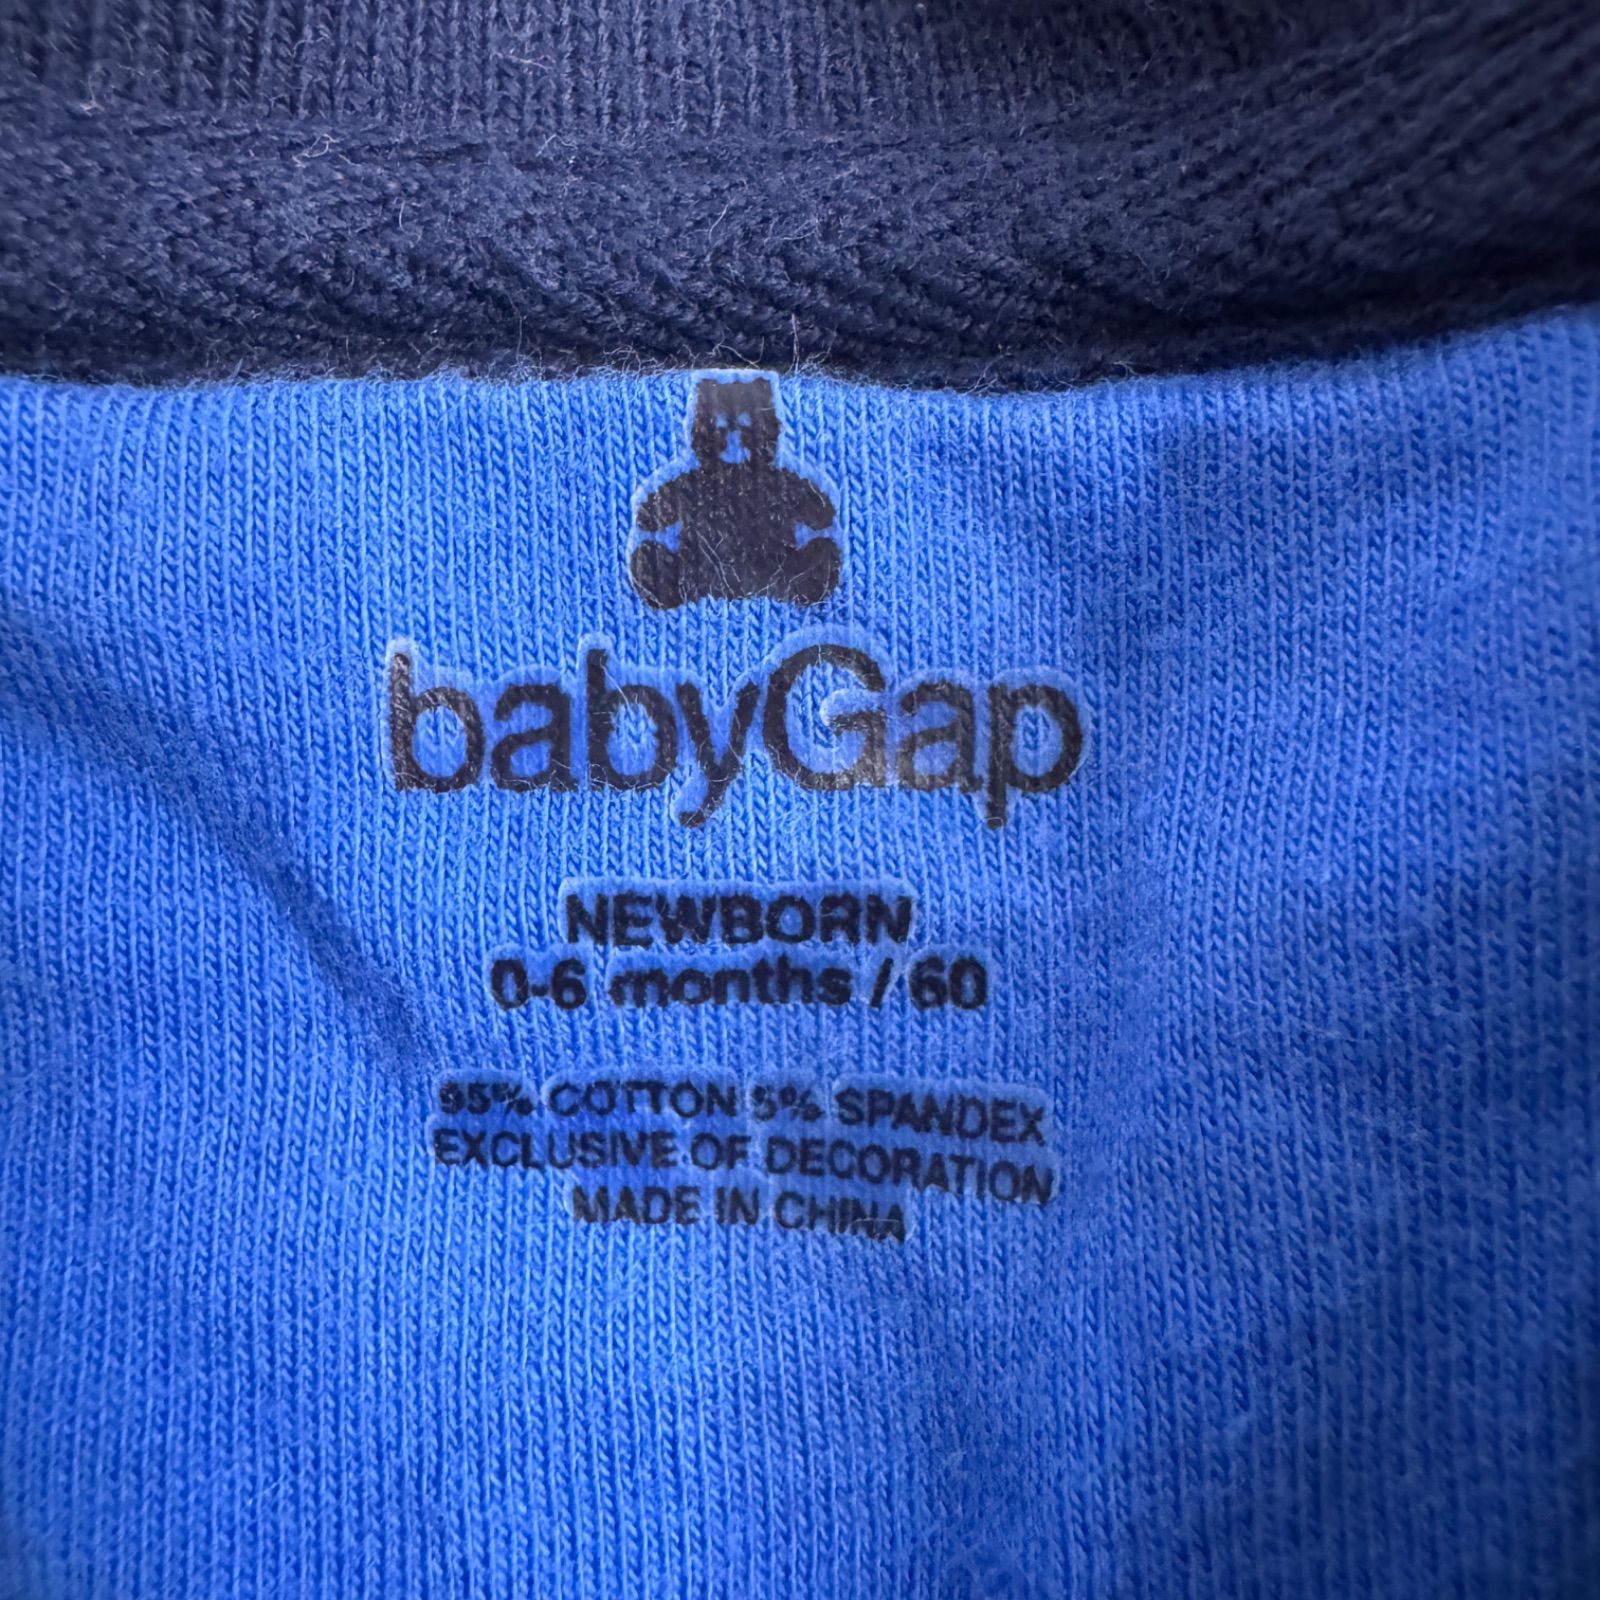 babyGap
NEWBORN
0-6 months / 60
95% COTTON 5% SPANDEX
EXCLUSIVE OF DECORATION
MADE IN CHINA